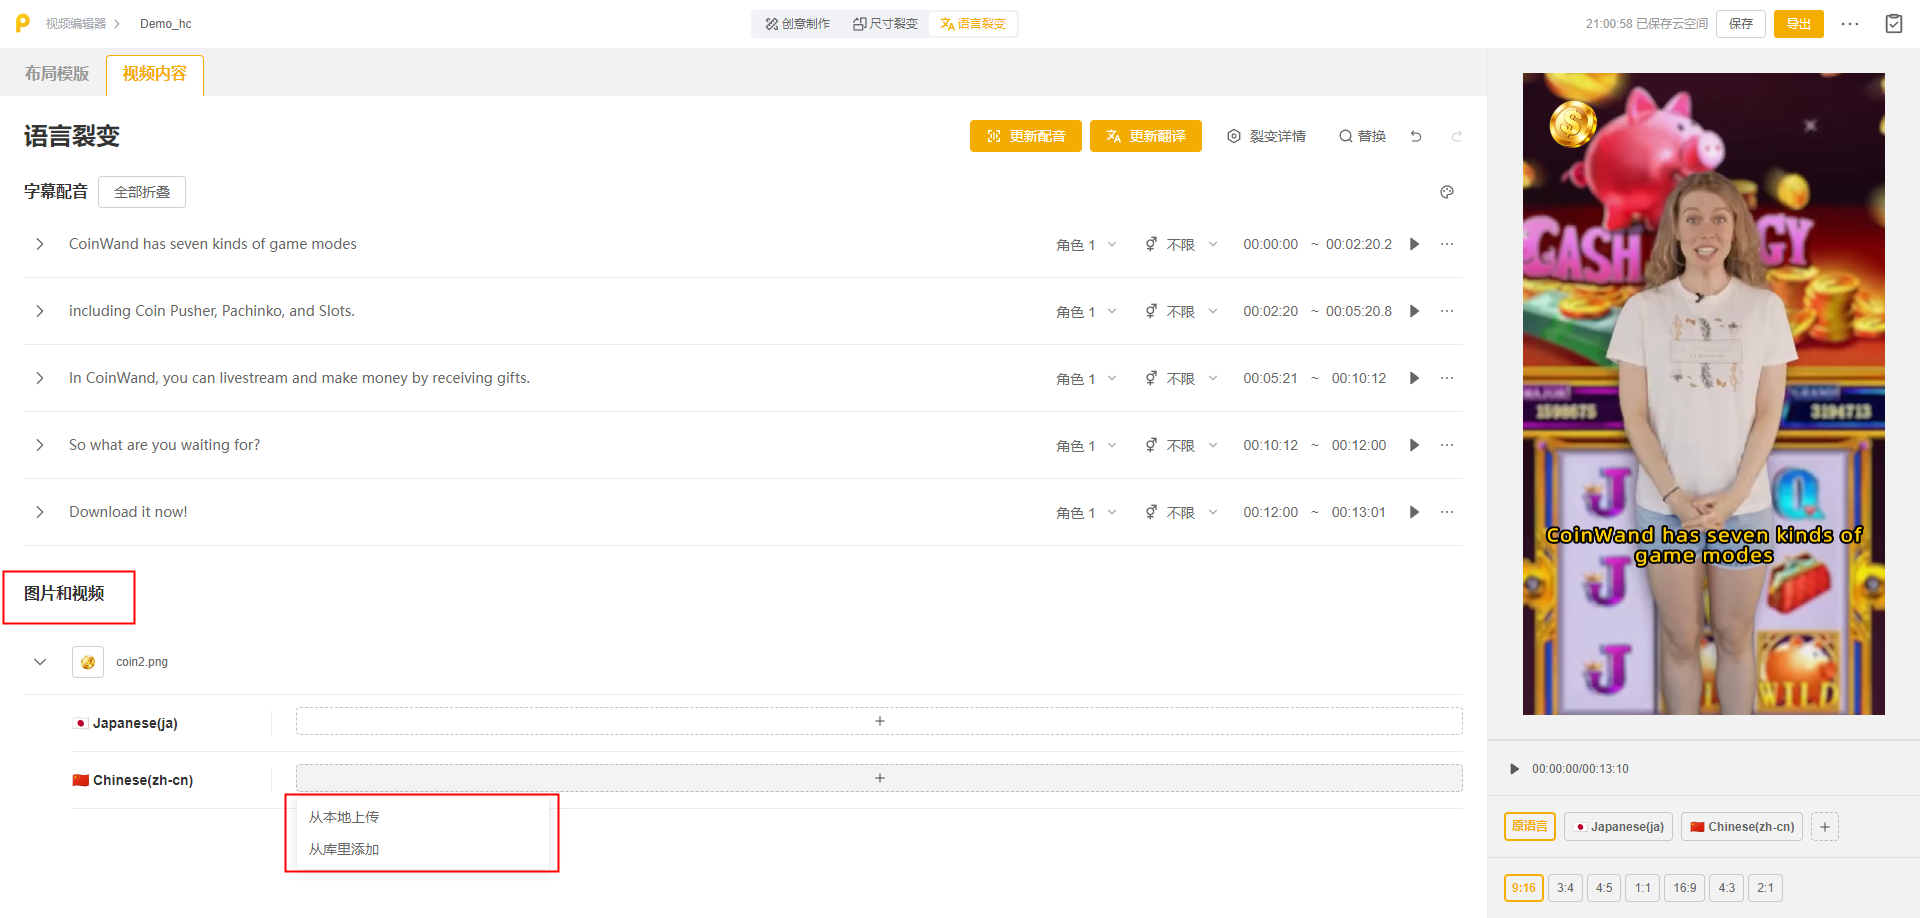 视频编辑器 > Demo_hc
创意制作 尺寸裂变 语言裂变
21:00:58 已保存云空间 保存 导出 ...
布局模版 视频内容
语言裂变
更新配音 更新翻译 裂变详情 替换
字幕配音 全部折叠
CoinWand has seven kinds of game modes 角色 1 不限 00:00:00 ~ 00:02:20.2 ...
including Coin Pusher, Pachinko, and Slots. 角色 1 不限 00:02:20 ~ 00:05:20.8 ...
In CoinWand, you can livestream and make money by receiving gifts. 角色 1 不限 00:05:21 ~ 00:10:12 ...
So what are you waiting for? 角色 1 不限 00:10:12 ~ 00:12:00 ...
Download it now! 角色 1 不限 00:12:00 ~ 00:13:01 ...
图片和视频
coin2.png
Japanese(ja) +
Chinese(zh-cn) +
从本地上传
从库里添加
CASH
GY
1598675
3194713
J
Q
CoinWand has seven kinds of
game modes
J
J
WILD
00:00:00/00:13:10
原语言 Japanese(ja) Chinese(zh-cn) +
9:16 3:4 4:5 1:1 16:9 4:3 2:1